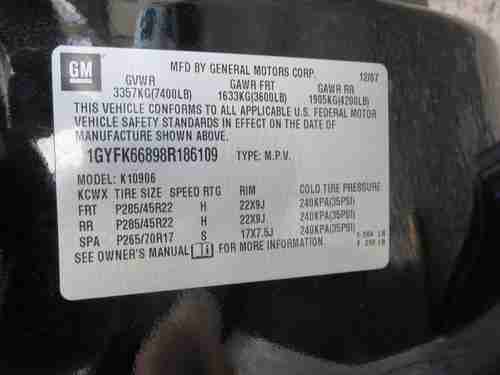 GM
MFD BY GENERAL MOTORS CORP. 12/07
GVWR GAWR FRT GAWR RR
3357KG(7400LB) 1633KG(3600LB) 1905KG(4200LB)
THIS VEHICLE CONFORMS TO ALL APPLICABLE U.S. FEDERAL MOTOR
VEHICLE SAFETY STANDARDS IN EFFECT ON THE DATE OF
MANUFACTURE SHOWN ABOVE.
1GYFK66898R186109 TYPE: M.P.V.
MODEL: K10906
KCWX TIRE SIZE SPEED RTG RIM COLD TIRE PRESSURE
FRT P285/45R22 H 22X9J 240KPA(35PSI)
RR P285/45R22 H 22X9J 240KPA(35PSI)
SPA P265/70R17 S 17X7.5J 240KPA(35PSI)
SEE OWNER'S MANUAL i FOR MORE INFORMATION.